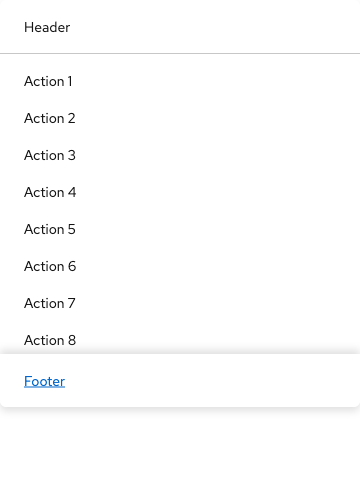 Header
Action 1
Action 2
Action 3
Action 4
Action 5
Action 6
Action 7
Action 8
Footer